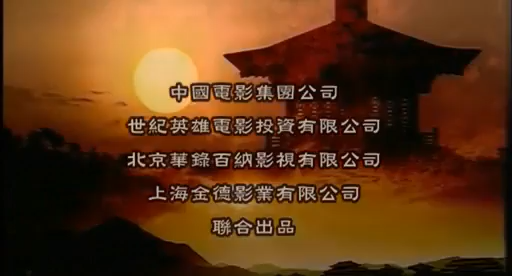 中國電影集團公司
世紀英雄電影投資有限公司
北京華錄百納影視有限公司
上海金德影業有限公司
聯合出品